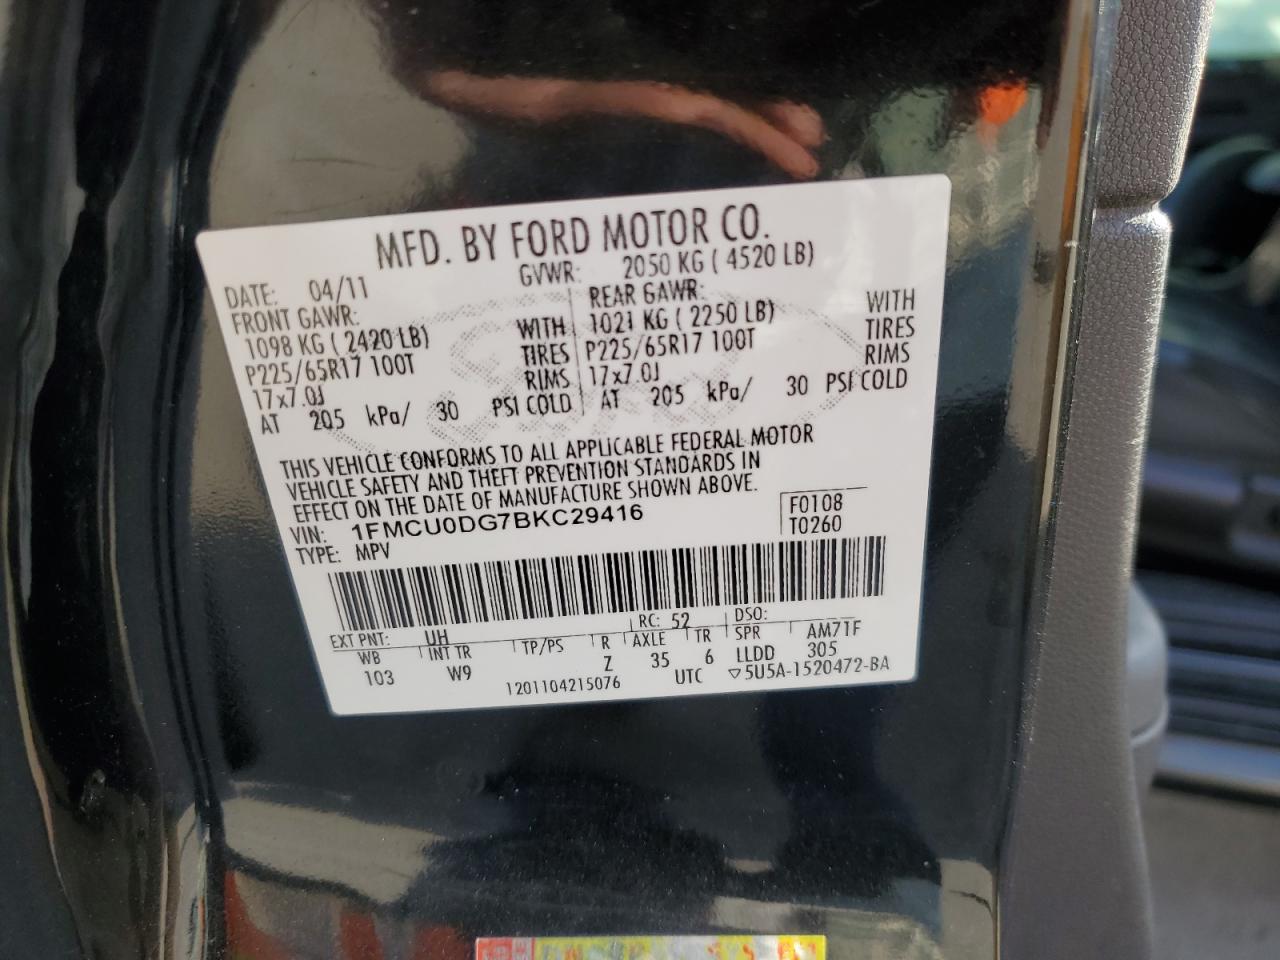 MFD. BY FORD MOTOR CO.
DATE: 04/11 GVWR: 2050 KG ( 4520 LB)
FRONT GAWR: REAR GAWR:
1098 KG ( 2420 LB) WITH 1021 KG ( 2250 LB) WITH
P225/65R17 100T TIRES P225/65R17 100T TIRES
17x7.0J RIMS 17x7.0J RIMS
AT 205 kPa/ 30 PSI COLD AT 205 kPa/ 30 PSI COLD
THIS VEHICLE CONFORMS TO ALL APPLICABLE FEDERAL MOTOR
VEHICLE SAFETY AND THEFT PREVENTION STANDARDS IN
EFFECT ON THE DATE OF MANUFACTURE SHOWN ABOVE.
VIN: 1FMCU0DG7BKC29416 F0108
TYPE: MPV T0260
EXT PNT: UH RC: 52 DSO:
WB INT TR TP/PS R AXLE TR SPR AM71F
103 W9 Z 35 6 LLDD 305
1201104215076 UTC ▽5U5A-1520472-BA